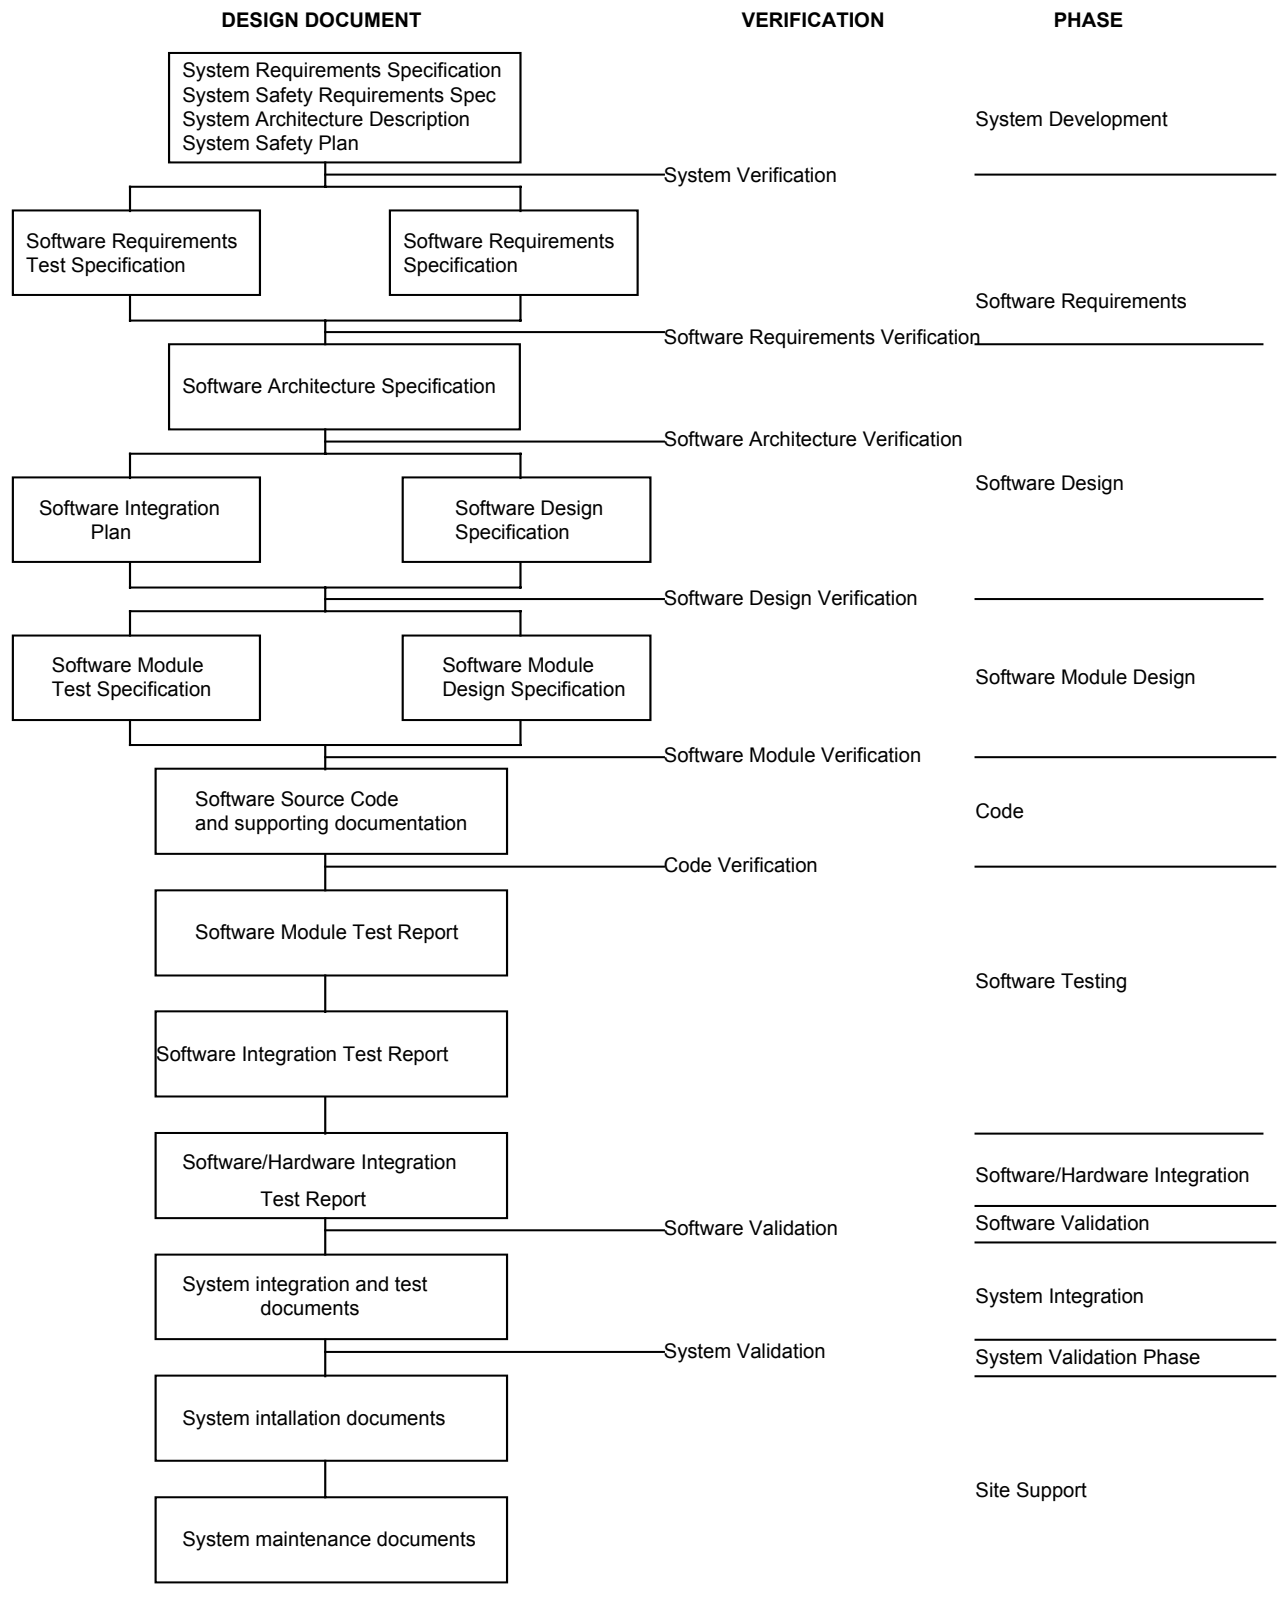 DESIGN DOCUMENT
VERIFICATION
PHASE
System Requirements Specification
System Safety Requirements Spec
System Architecture Description
System Safety Plan
System Development
System Verification
Software Requirements
Test Specification
Software Requirements
Specification
Software Requirements
Software Requirements Verification
Software Architecture Specification
Software Architecture Verification
Software Integration
Plan
Software Design
Specification
Software Design
Software Design Verification
Software Module
Test Specification
Software Module
Design Specification
Software Module Design
Software Module Verification
Software Source Code
and supporting documentation
Code
Code Verification
Software Module Test Report
Software Testing
Software Integration Test Report
Software/Hardware Integration
Test Report
Software/Hardware Integration
Software Validation
Software Validation
System integration and test
documents
System Integration
System Validation
System Validation Phase
System intallation documents
Site Support
System maintenance documents